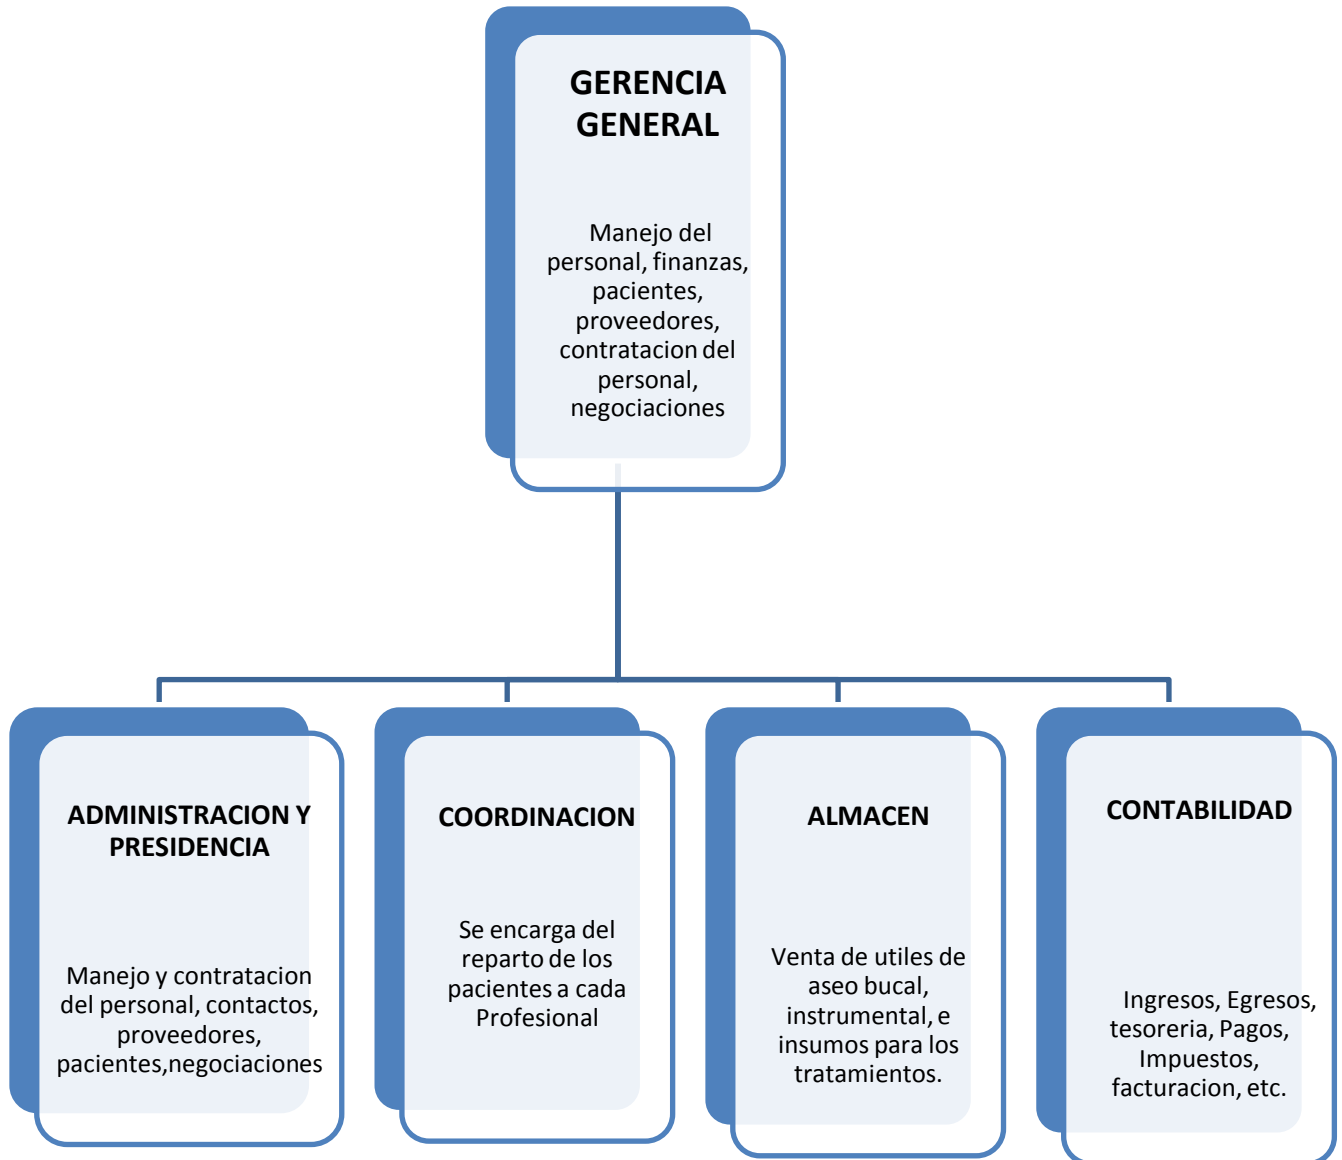 GERENCIA
GENERAL
Manejo del
personal, finanzas,
pacientes,
proveedores,
contratacion del
personal,
negociaciones
ADMINISTRACION Y
PRESIDENCIA
Manejo y contratacion
del personal, contactos,
proveedores,
pacientes,negociaciones
COORDINACION
Se encarga del
reparto de los
pacientes a cada
Profesional
ALMACEN
Venta de utiles de
aseo bucal,
instrumental, e
insumos para los
tratamientos.
CONTABILIDAD
Ingresos, Egresos,
tesoreria, Pagos,
Impuestos,
facturacion, etc.